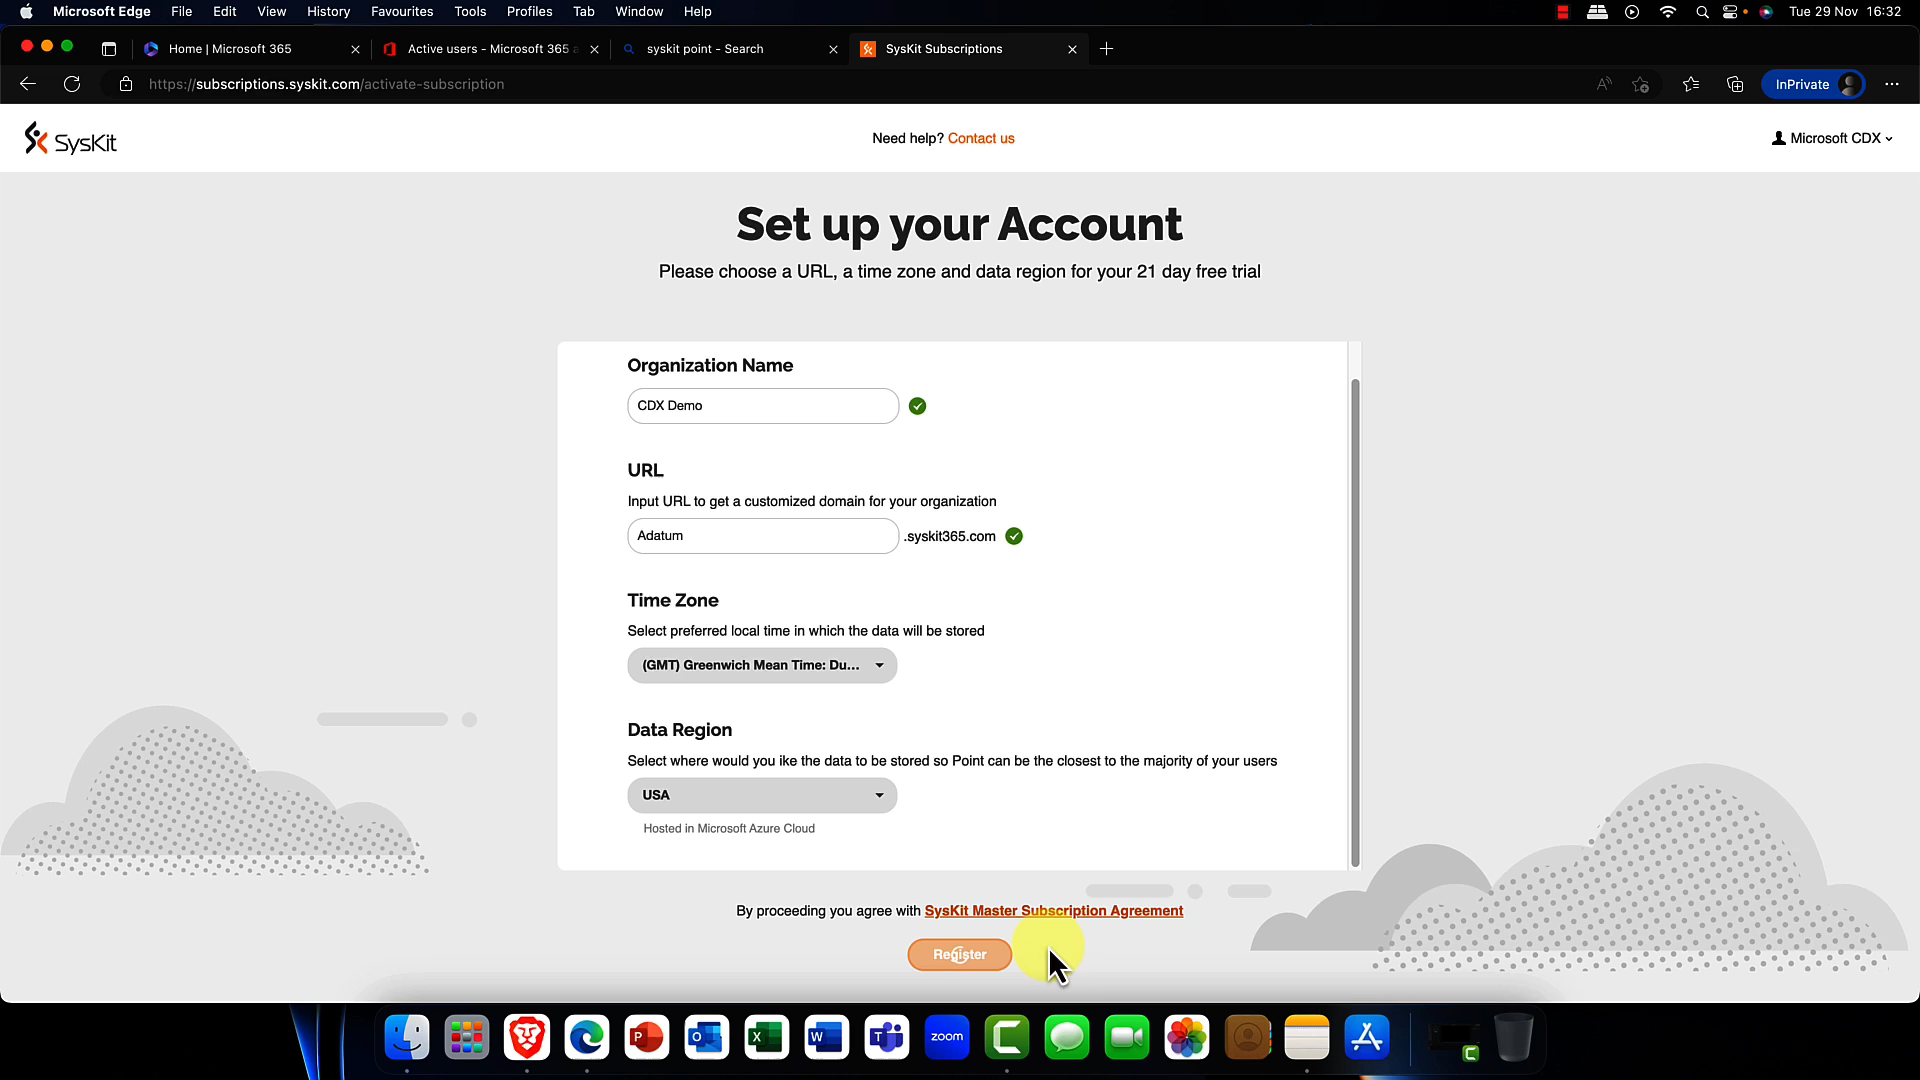 Microsoft Edge File Edit View History Favourites Tools Profiles Tab Window Help Tue 29 Nov 16:32
Home | Microsoft 365 Active users - Microsoft 365 a syskit point - Search SysKit Subscriptions
https://subscriptions.syskit.com/activate-subscription InPrivate
SysKit Need help? Contact us Microsoft CDX
Set up your Account
Please choose a URL, a time zone and data region for your 21 day free trial
Organization Name
CDX Demo
URL
Input URL to get a customized domain for your organization
Adatum .syskit365.com
Time Zone
Select preferred local time in which the data will be stored
(GMT) Greenwich Mean Time: Du...
Data Region
Select where would you ike the data to be stored so Point can be the closest to the majority of your users
USA
Hosted in Microsoft Azure Cloud
By proceeding you agree with SysKit Master Subscription Agreement
Register
zoom